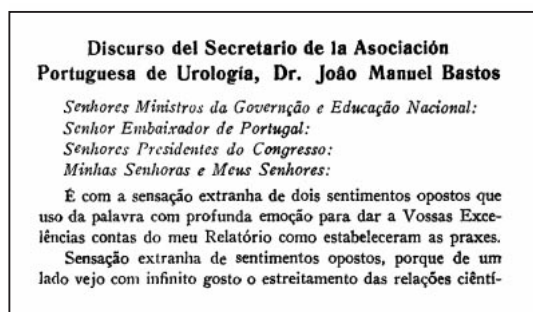 Discurso del Secretario de la Asociación
Portuguesa de Urología, Dr. João Manuel Bastos
Senhores Ministros da Governção e Educação Nacional:
Senhor Embaixador de Portugal:
Senhores Presidentes do Congresso:
Minhas Senhoras e Meus Senhores:
É com a sensação extranha de dois sentimentos opostos que
uso da palavra com profunda emoção para dar a Vossas Exce-
lências contas do meu Relatório como estabeleceram as praxes.
Sensação extranha de sentimentos opostos, porque de um
lado vejo com infinito gosto o estreitamento das relações ciêntí-